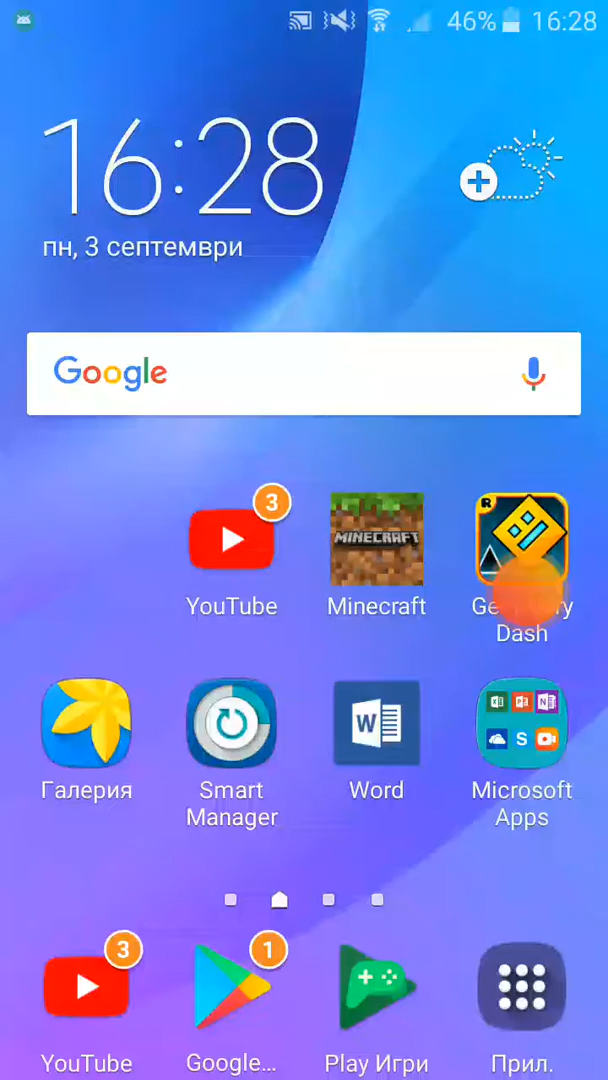 46% 16:28
16:28
пн, 3 септември
Google
3
MINECRAFT
R
YouTube
Minecraft
Dash
W
S
Галерия
Smart
Manager
Word
Microsoft
Apps
3
1
YouTube
Google...
Play Игри
Прил.